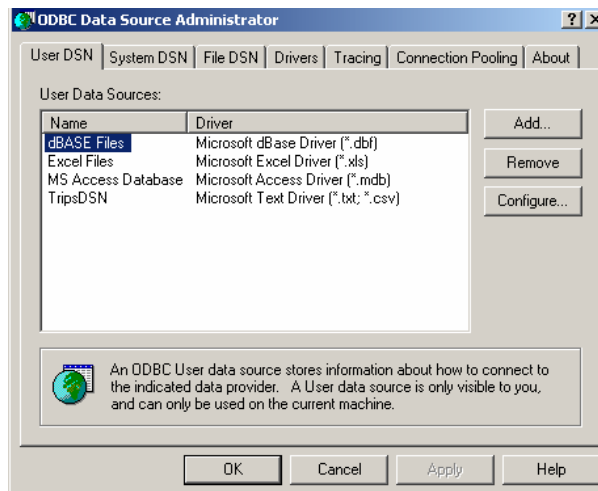 ODBC Data Source Administrator
User DSN System DSN File DSN Drivers Tracing Connection Pooling About
User Data Sources:
Name Driver
dBASE Files Microsoft dBase Driver (*.dbf)
Excel Files Microsoft Excel Driver (*.xls)
MS Access Database Microsoft Access Driver (*.mdb)
TripsDSN Microsoft Text Driver (*.txt; *.csv)
Add...
Remove
Configure...
An ODBC User data source stores information about how to connect to
the indicated data provider. A User data source is only visible to you,
and can only be used on the current machine.
OK Cancel Apply Help